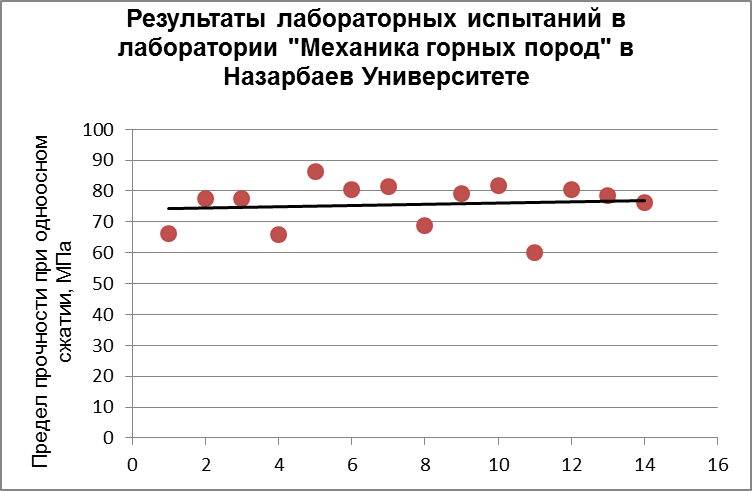 Результаты лабораторных испытаний в
лаборатории "Механика горных пород" в
Назарбаев Университете
Предел прочности при одноосном
сжатии, МПа
100
90
80
70
60
50
40
30
20
10
0
0 2 4 6 8 10 12 14 16